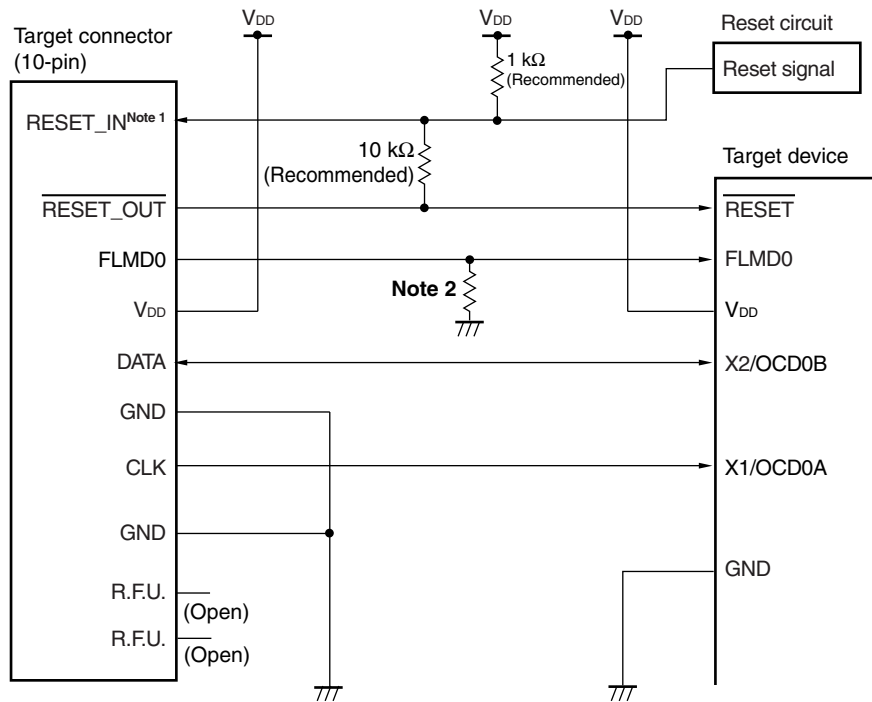 VDD
VDD
VDD
Target connector
(10-pin)
Reset circuit
1 kΩ
(Recommended)
Reset signal
RESET_INNote 1
10 kΩ
(Recommended)
Target device
RESET_OUT
RESET
FLMD0
FLMD0
Note 2
VDD
VDD
DATA
X2/OCD0B
GND
CLK
X1/OCD0A
GND
GND
R.F.U.
(Open)
R.F.U.
(Open)